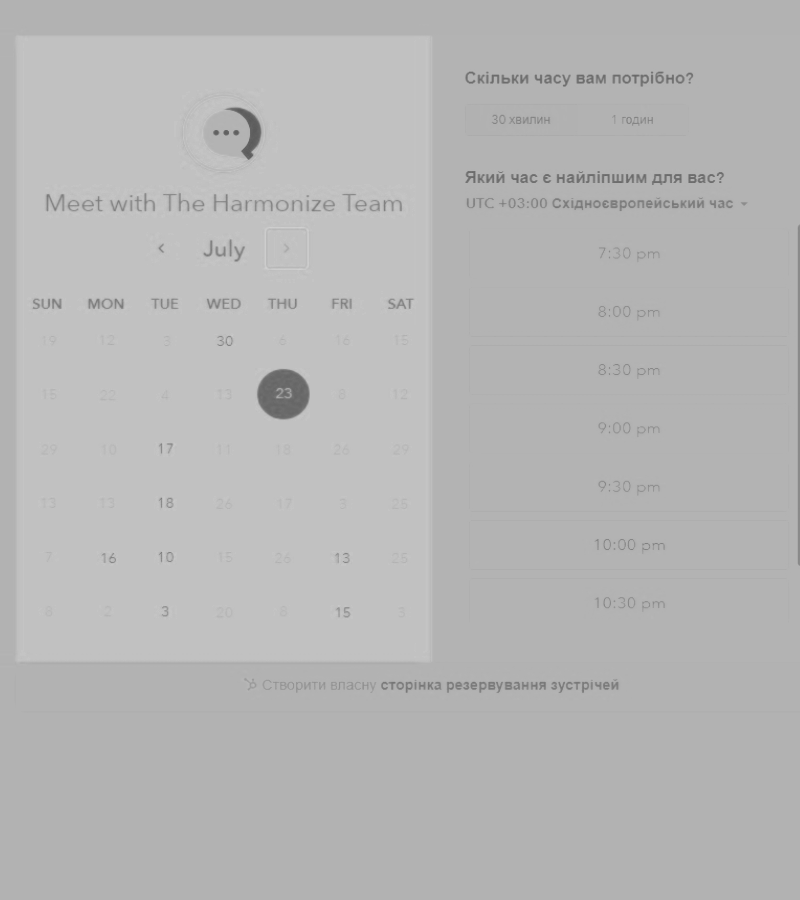 Meet with The Harmonize Team
July
SUN MON TUE WED THU FRI SAT
19 12 3 30 6 16 15
15 22 4 13 23 8 12
29 10 17 11 18 26 29
13 13 18 26 17 3 25
7 16 10 15 26 13 25
8 2 3 20 8 15 3
Скільки часу вам потрібно?
30 хвилин 1 годин
Який час є найліпшим для вас?
UTC +03:00 Східноєвропейський час
7:30 pm
8:00 pm
8:30 pm
9:00 pm
9:30 pm
10:00 pm
10:30 pm
Створити власну сторінка резервування зустрічей